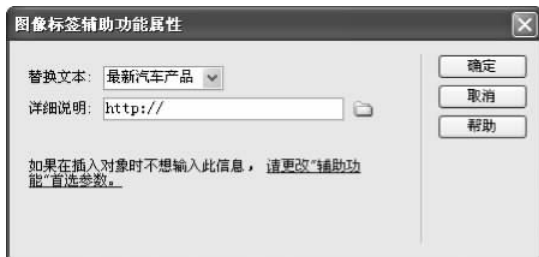 图像标签辅助功能属性
替换文本: 最新汽车产品
详细说明: http://
确定
取消
帮助
如果在插入对象时不想输入此信息，请更改“辅助功
能”首选参数。